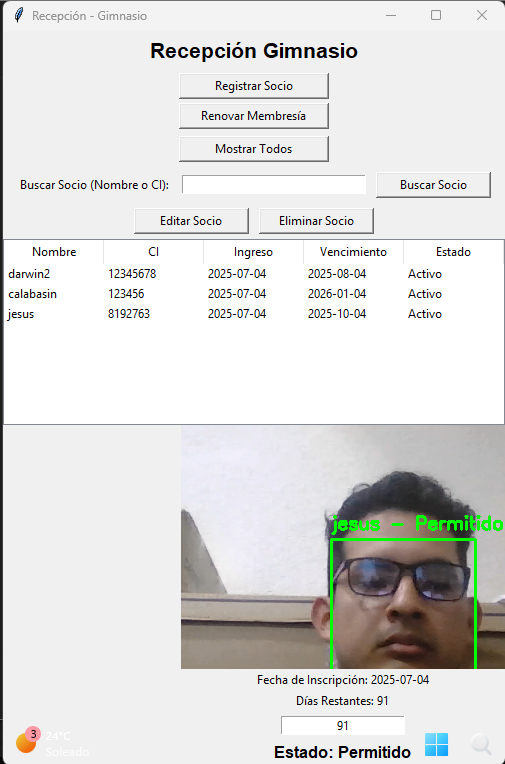 Recepción - Gimnasio
Recepción Gimnasio
Registrar Socio
Renovar Membresía
Mostrar Todos
Buscar Socio (Nombre o CI):
Buscar Socio
Editar Socio
Eliminar Socio
Nombre CI Ingreso Vencimiento Estado
darwin2 12345678 2025-07-04 2025-08-04 Activo
calabasin 123456 2025-07-04 2026-01-04 Activo
jesus 8192763 2025-07-04 2025-10-04 Activo
jesus - Permitido
Fecha de Inscripción: 2025-07-04
Días Restantes: 91
91
Estado: Permitido
3
24°C
Soleado